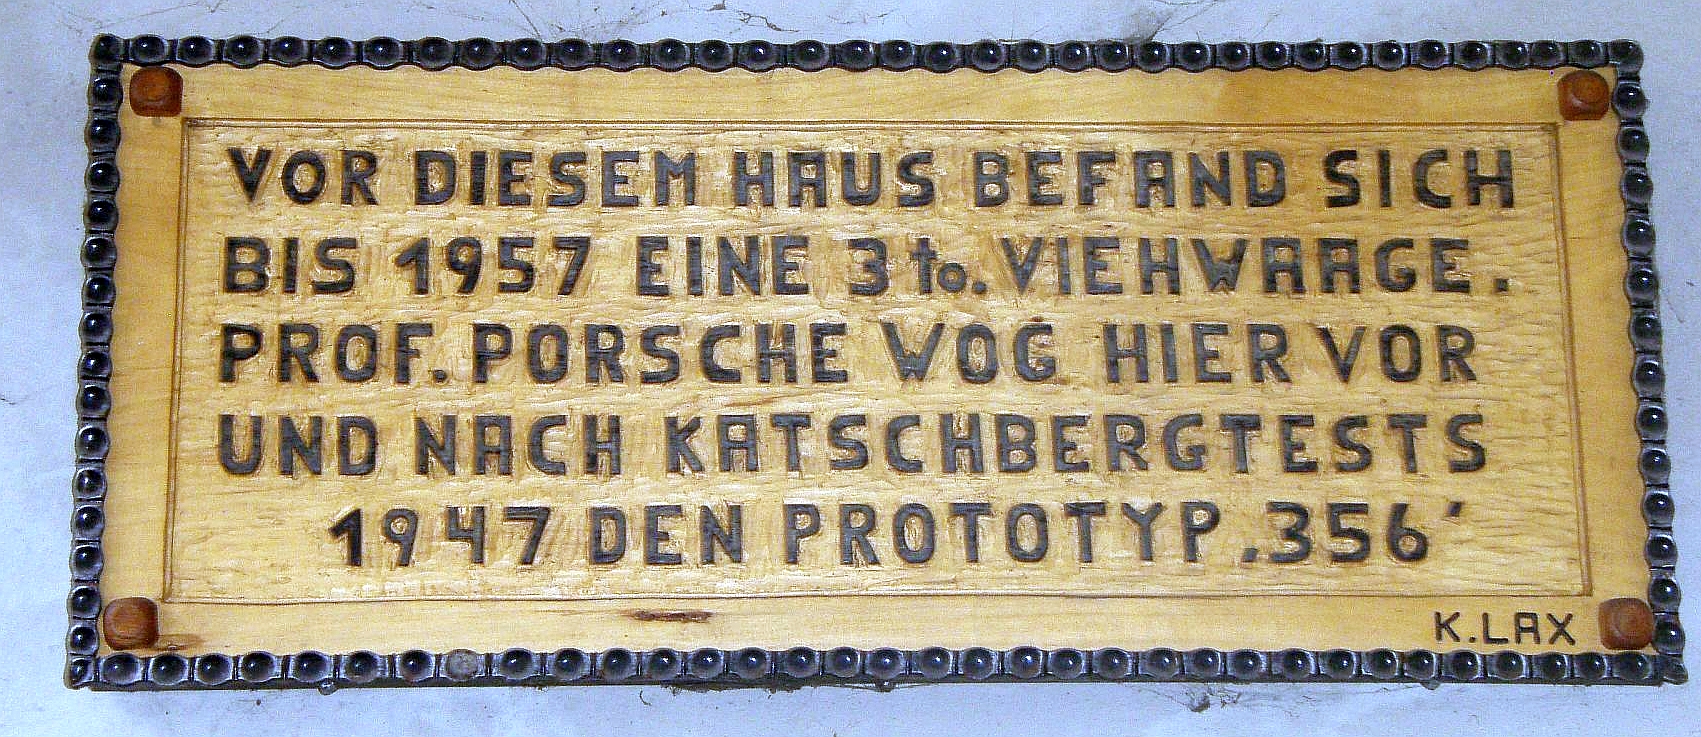 VOR DIESEM HAUS BEFAND SICH
BIS 1957 EINE 3 to. VIEHWAAGE.
PROF. PORSCHE WOG HIER VOR
UND NACH KATSCHBERGTESTS
1947 DEN PROTOTYP ,356'
K.LAX